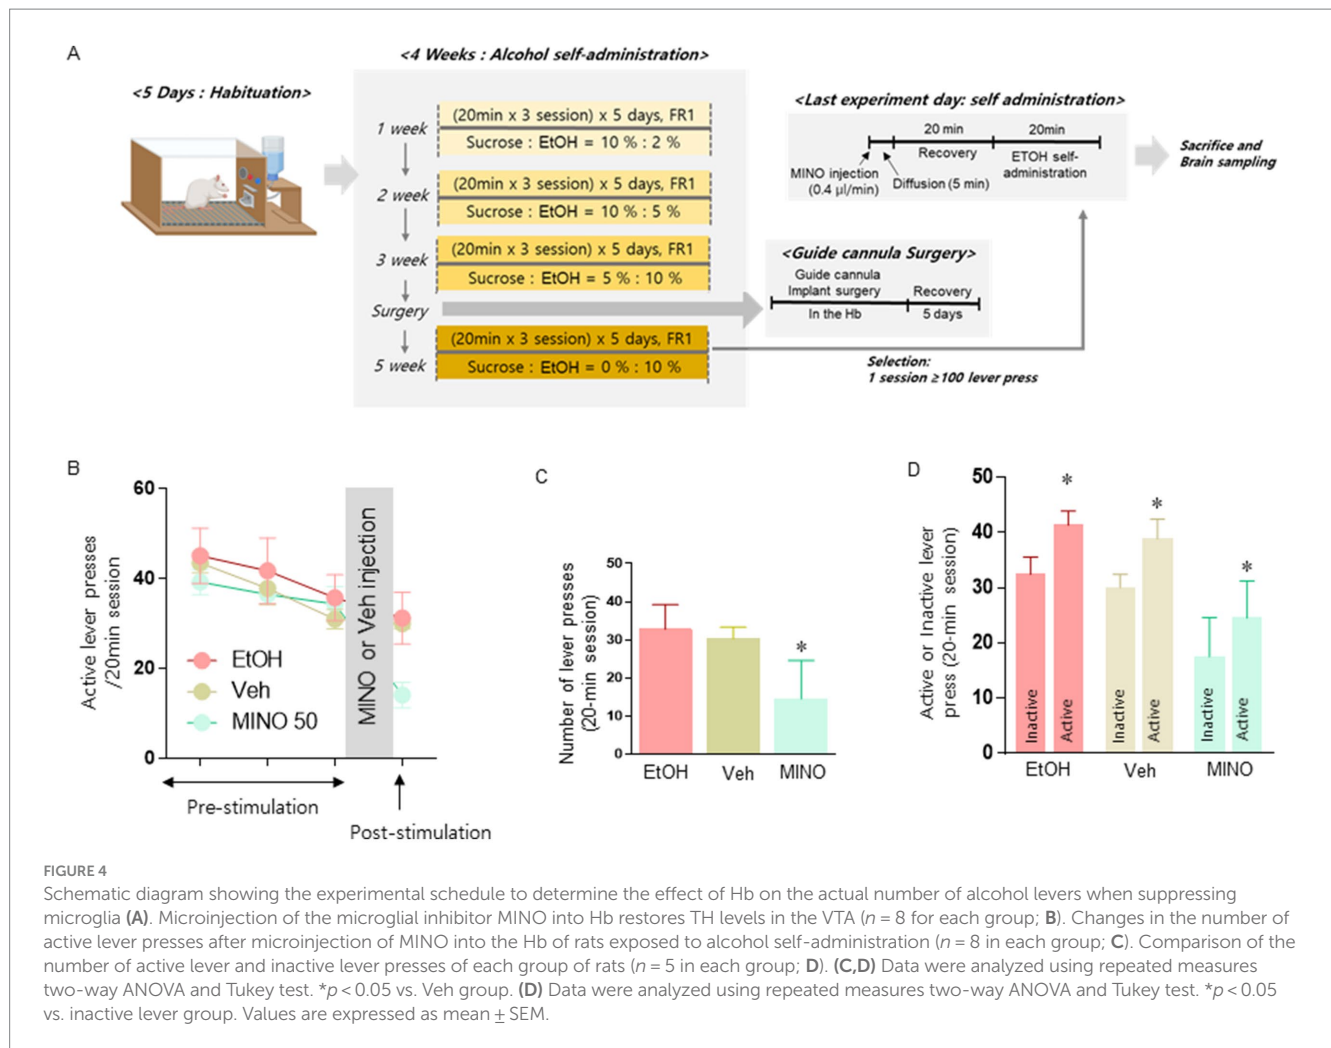 A
<5 Days : Habituation>
<4 Weeks : Alcohol self-administration>
1 week
(20min x 3 session) x 5 days, FR1
Sucrose : EtOH = 10 % : 2 %
2 week
(20min x 3 session) x 5 days, FR1
Sucrose : EtOH = 10 % : 5 %
3 week
(20min x 3 session) x 5 days, FR1
Sucrose : EtOH = 5 % : 10 %
Surgery
5 week
(20min x 3 session) x 5 days, FR1
Sucrose : EtOH = 0 % : 10 %
<Last experiment day: self administration>
20 min
20min
Recovery
ETOH self-
administration
MINO injection
(0.4 µl/min)
Diffusion (5 min)
Sacrifice and
Brain sampling
<Guide cannula Surgery>
Guide cannula
Implant surgery
Recovery
In the Hb
5 days
Selection:
1 session ≥100 lever press
B
Active lever presses
/20min session
60
40
20
0
EtOH
Veh
MINO 50
MINO or Veh injection
Pre-stimulation
Post-stimulation
C
Number of lever presses
(20-min session)
50
40
30
20
10
0
*
EtOH
Veh
MINO
D
Active or Inactive lever
press (20-min session)
50
40
30
20
10
0
*
*
*
Inactive
Active
Inactive
Active
Inactive
Active
EtOH
Veh
MINO
FIGURE 4
Schematic diagram showing the experimental schedule to determine the effect of Hb on the actual number of alcohol levers when suppressing
microglia (A). Microinjection of the microglial inhibitor MINO into Hb restores TH levels in the VTA (n = 8 for each group; B). Changes in the number of
active lever presses after microinjection of MINO into the Hb of rats exposed to alcohol self-administration (n = 8 in each group; C). Comparison of the
number of active lever and inactive lever presses of each group of rats (n = 5 in each group; D). (C,D) Data were analyzed using repeated measures
two-way ANOVA and Tukey test. *p < 0.05 vs. Veh group. (D) Data were analyzed using repeated measures two-way ANOVA and Tukey test. *p < 0.05
vs. inactive lever group. Values are expressed as mean ± SEM.